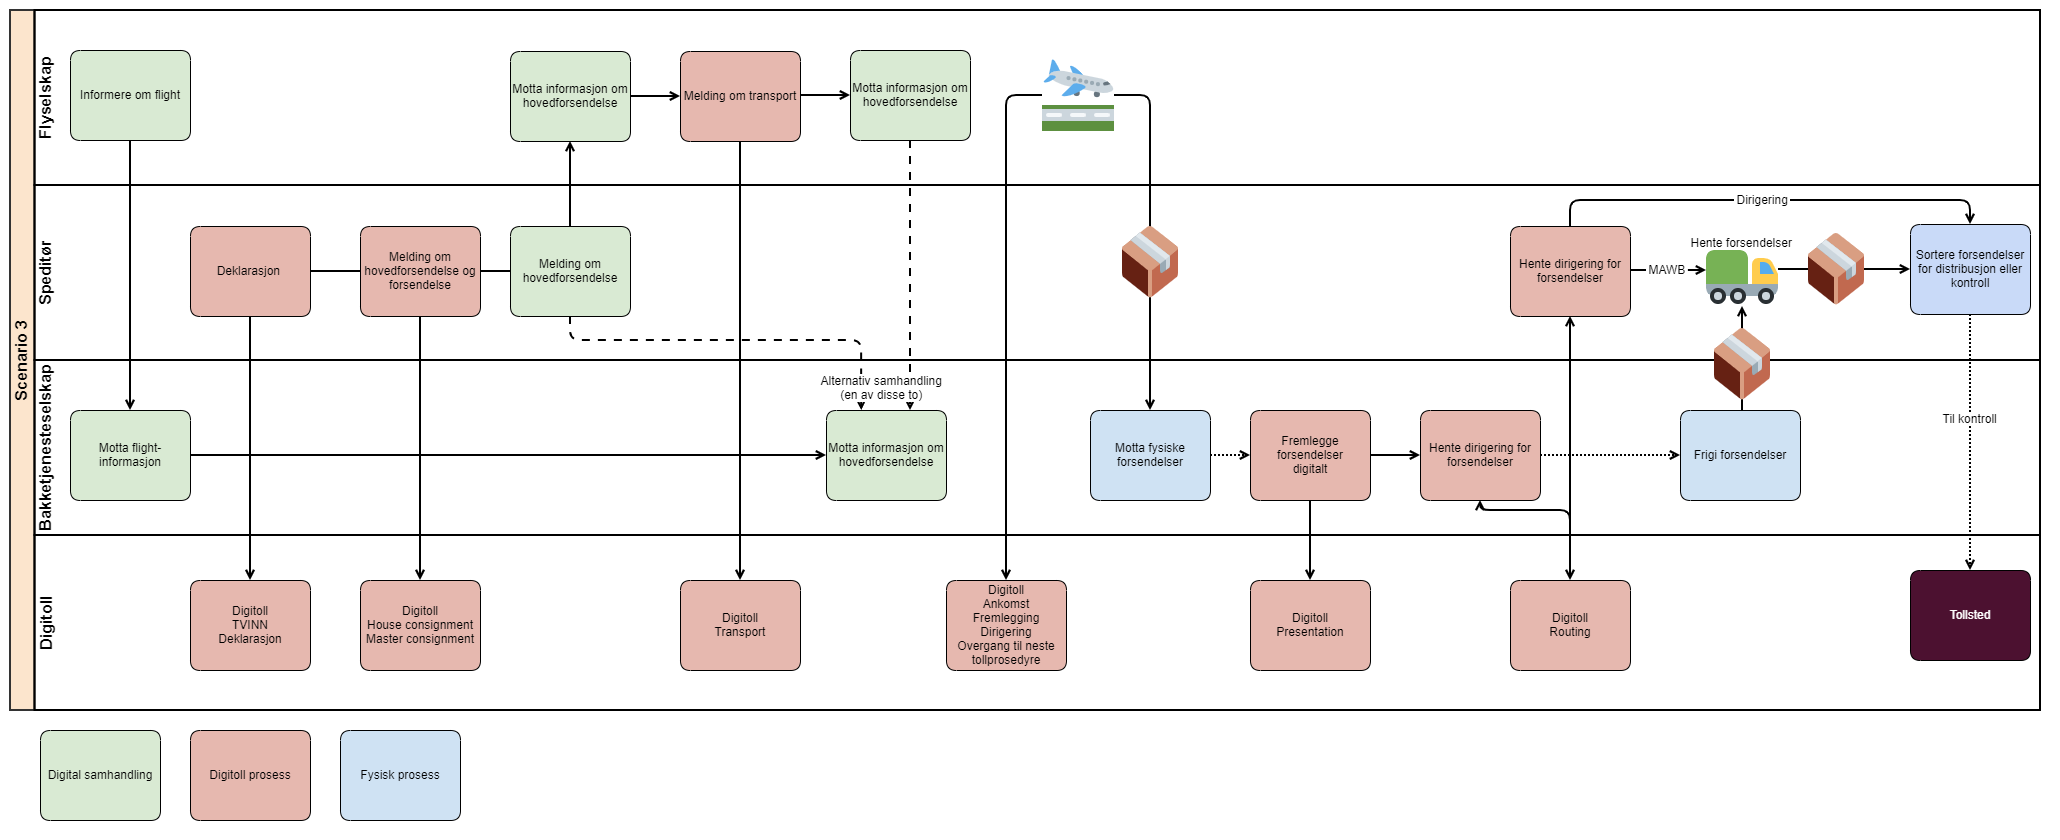 Scenario 3
Flyselskap
Informere om flight
Motta informasjon om
hovedforsendelse
Melding om transport
Motta informasjon om
hovedforsendelse
Speditør
Deklarasjon
Melding om
hovedforsendelse og
forsendelse
Melding om
hovedforsendelse
Hente dirigering for
forsendelser
Dirigering
MAWB
Hente forsendelser
Sortere forsendelser
for distribusjon eller
kontroll
Bakketjenesteselskap
Motta flight-
informasjon
Alternativ samhandling
(en av disse to)
Motta informasjon om
hovedforsendelse
Motta fysiske
forsendelser
Fremlegge
forsendelser
digitalt
Hente dirigering for
forsendelser
Frigi forsendelser
Til kontroll
Digitoll
Digitoll
TVINN
Deklarasjon
Digitoll
House consignment
Master consignment
Digitoll
Transport
Digitoll
Ankomst
Fremlegging
Dirigering
Overgang til neste
tollprosedyre
Digitoll
Presentation
Digitoll
Routing
Tollsted
Digital samhandling
Digitoll prosess
Fysisk prosess